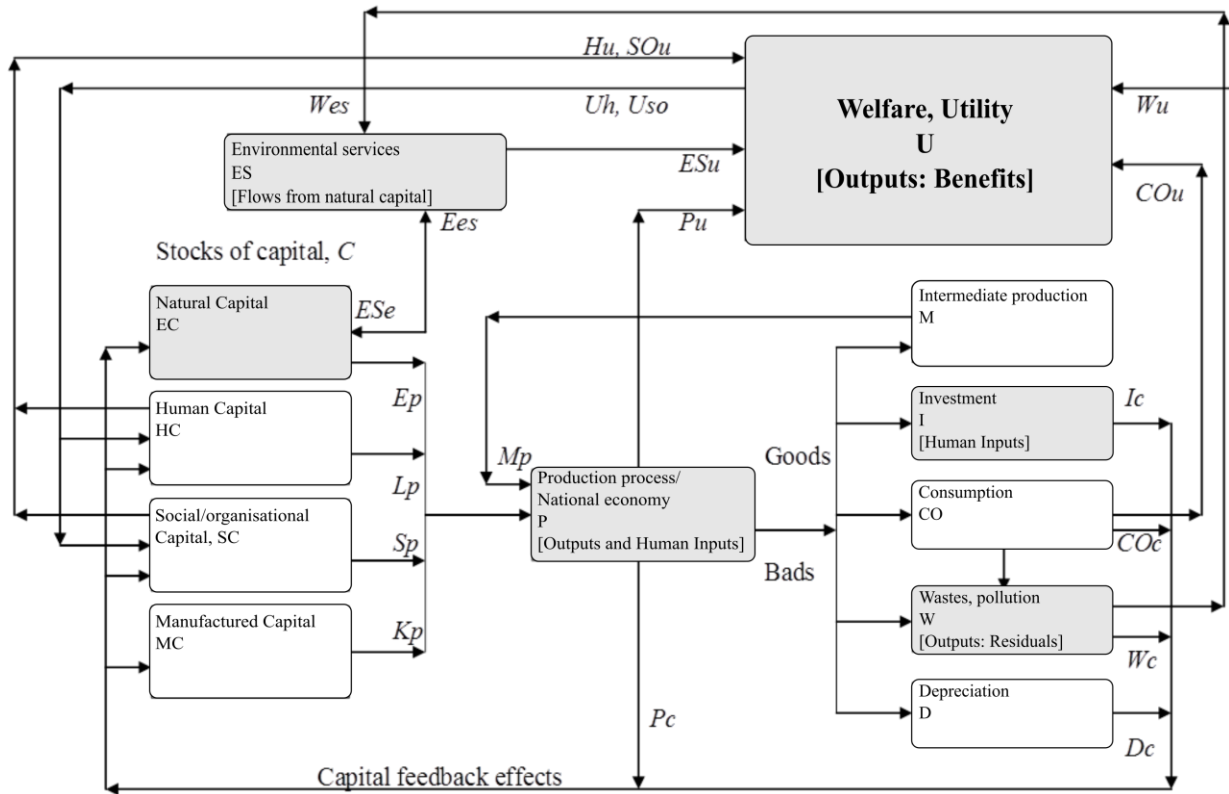 Hu, SOu
Wes
Uh, Uso
Wu
Welfare, Utility
U
[Outputs: Benefits]
Environmental services
ES
[Flows from natural capital]
ESu
COu
Ees
Pu
Stocks of capital, C
Natural Capital
EC
ESe
Intermediate production
M
Ep
Human Capital
HC
Investment
I
[Human Inputs]
Ic
Lp
Mp
Goods
Production process/
National economy
P
[Outputs and Human Inputs]
Consumption
CO
COc
Social/organisational
Capital, SC
Sp
Bads
Wastes, pollution
W
[Outputs: Residuals]
Wc
Manufactured Capital
MC
Kp
Depreciation
D
Pc
Dc
Capital feedback effects